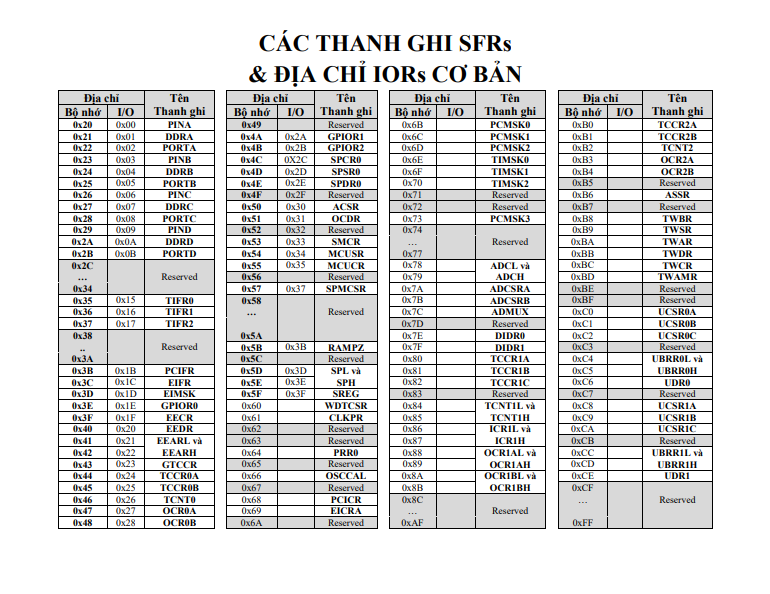 CÁC THANH GHI SFRs
& ĐỊA CHỈ IORs CƠ BẢN
Địa chỉ Tên
Bộ nhớ I/O Thanh ghi
0x20 0x00 PINA
0x21 0x01 DDRA
0x22 0x02 PORTA
0x23 0x03 PINB
0x24 0x04 DDRB
0x25 0x05 PORTB
0x26 0x06 PINC
0x27 0x07 DDRC
0x28 0x08 PORTC
0x29 0x09 PIND
0x2A 0x0A DDRD
0x2B 0x0B PORTD
0x2C
… Reserved
0x34
0x35 0x15 TIFR0
0x36 0x16 TIFR1
0x37 0x17 TIFR2
0x38
.. Reserved
0x3A
0x3B 0x1B PCIFR
0x3C 0x1C EIFR
0x3D 0x1D EIMSK
0x3E 0x1E GPIOR0
0x3F 0x1F EECR
0x40 0x20 EEDR
0x41 0x21 EEARL và
0x42 0x22 EEARH
0x43 0x23 GTCCR
0x44 0x24 TCCR0A
0x45 0x25 TCCR0B
0x46 0x26 TCNT0
0x47 0x27 OCR0A
0x48 0x28 OCR0B
Địa chỉ Tên
Bộ nhớ I/O Thanh ghi
0x49 Reserved
0x4A 0x2A GPIOR1
0x4B 0x2B GPIOR2
0x4C 0X2C SPCR0
0x4D 0x2D SPSR0
0x4E 0x2E SPDR0
0x4F 0x2F Reserved
0x50 0x30 ACSR
0x51 0x31 OCDR
0x52 0x32 Reserved
0x53 0x33 SMCR
0x54 0x34 MCUSR
0x55 0x35 MCUCR
0x56 Reserved
0x57 0x37 SPMCSR
0x58
… Reserved
0x5A
0x5B 0x3B RAMPZ
0x5C Reserved
0x5D 0x3D SPL và
0x5E 0x3E SPH
0x5F 0x3F SREG
0x60 WDTCSR
0x61 CLKPR
0x62 Reserved
0x63 Reserved
0x64 PRR0
0x65 Reserved
0x66 OSCCAL
0x67 Reserved
0x68 PCICR
0x69 EICRA
0x6A Reserved
Địa chỉ Tên
Bộ nhớ I/O Thanh ghi
0x6B PCMSK0
0x6C PCMSK1
0x6D PCMSK2
0x6E TIMSK0
0x6F TIMSK1
0x70 TIMSK2
0x71 Reserved
0x72 Reserved
0x73 PCMSK3
0x74
… Reserved
0x77
0x78 ADCL và
0x79 ADCH
0x7A ADCSRA
0x7B ADCSRB
0x7C ADMUX
0x7D Reserved
0x7E DIDR0
0x7F DIDR1
0x80 TCCR1A
0x81 TCCR1B
0x82 TCCR1C
0x83 Reserved
0x84 TCNT1L và
0x85 TCNT1H
0x86 ICR1L và
0x87 ICR1H
0x88 OCR1AL và
0x89 OCR1AH
0x8A OCR1BL và
0x8B OCR1BH
0x8C
… Reserved
0xAF
Địa chỉ Tên
Bộ nhớ I/O Thanh ghi
0xB0 TCCR2A
0xB1 TCCR2B
0xB2 TCNT2
0xB3 OCR2A
0xB4 OCR2B
0xB5 Reserved
0xB6 ASSR
0xB7 Reserved
0xB8 TWBR
0xB9 TWSR
0xBA TWAR
0xBB TWDR
0xBC TWCR
0xBD TWAMR
0xBE Reserved
0xBF Reserved
0xC0 UCSR0A
0xC1 UCSR0B
0xC2 UCSR0C
0xC3 Reserved
0xC4 UBRR0L và
0xC5 UBRR0H
0xC6 UDR0
0xC7 Reserved
0xC8 UCSR1A
0xC9 UCSR1B
0xCA UCSR1C
0xCB Reserved
0xCC UBRR1L và
0xCD UBRR1H
0xCE UDR1
0xCF
… Reserved
0xFF